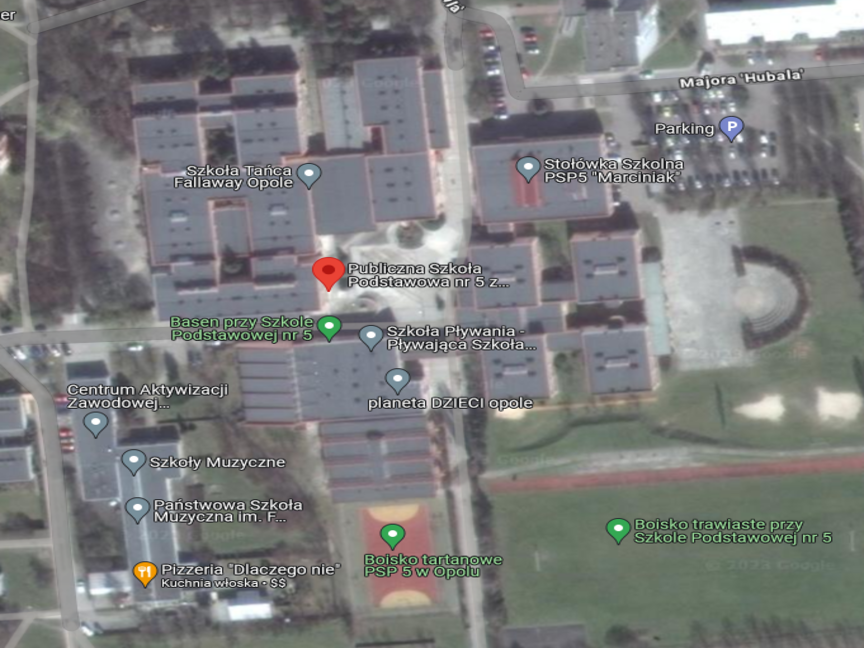 er
Majora 'Hubala'
Parking
P
Stołówka Szkolna
PSP5 "Marciniak"
Szkoła Tańca
Fallaway Opole
Publiczna Szkoła
Podstawowa nr 5 z...
Basen przy Szkole
Podstawowej nr 5
Szkoła Pływania -
Pływająca Szkoła...
planeta DZIECI opole
Centrum Aktywizacji
Zawodowej...
Szkoły Muzyczne
Państwowa Szkoła
Muzyczna im. F...
Boisko trawiaste przy
Szkole Podstawowej nr 5
Boisko tartanowe
PSP 5 w Opolu
Pizzeria "Dlaczego nie"
Kuchnia włoska • $$
© 2023 Google